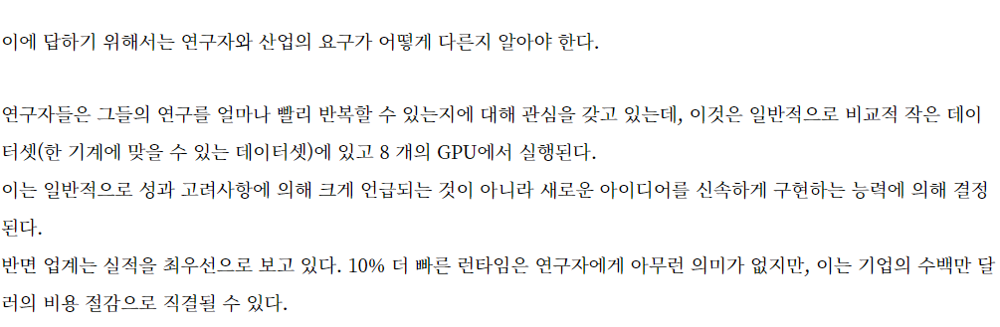 이에 답하기 위해서는 연구자와 산업의 요구가 어떻게 다른지 알아야 한다.
연구자들은 그들의 연구를 얼마나 빨리 반복할 수 있는지에 대해 관심을 갖고 있는데, 이것은 일반적으로 비교적 작은 데이
터셋(한 기계에 맞을 수 있는 데이터셋)에 있고 8 개의 GPU에서 실행된다.
이는 일반적으로 성과 고려사항에 의해 크게 언급되는 것이 아니라 새로운 아이디어를 신속하게 구현하는 능력에 의해 결정
된다.
반면 업계는 실적을 최우선으로 보고 있다. 10% 더 빠른 런타임은 연구자에게 아무런 의미가 없지만, 이는 기업의 수백만 달
러의 비용 절감으로 직결될 수 있다.